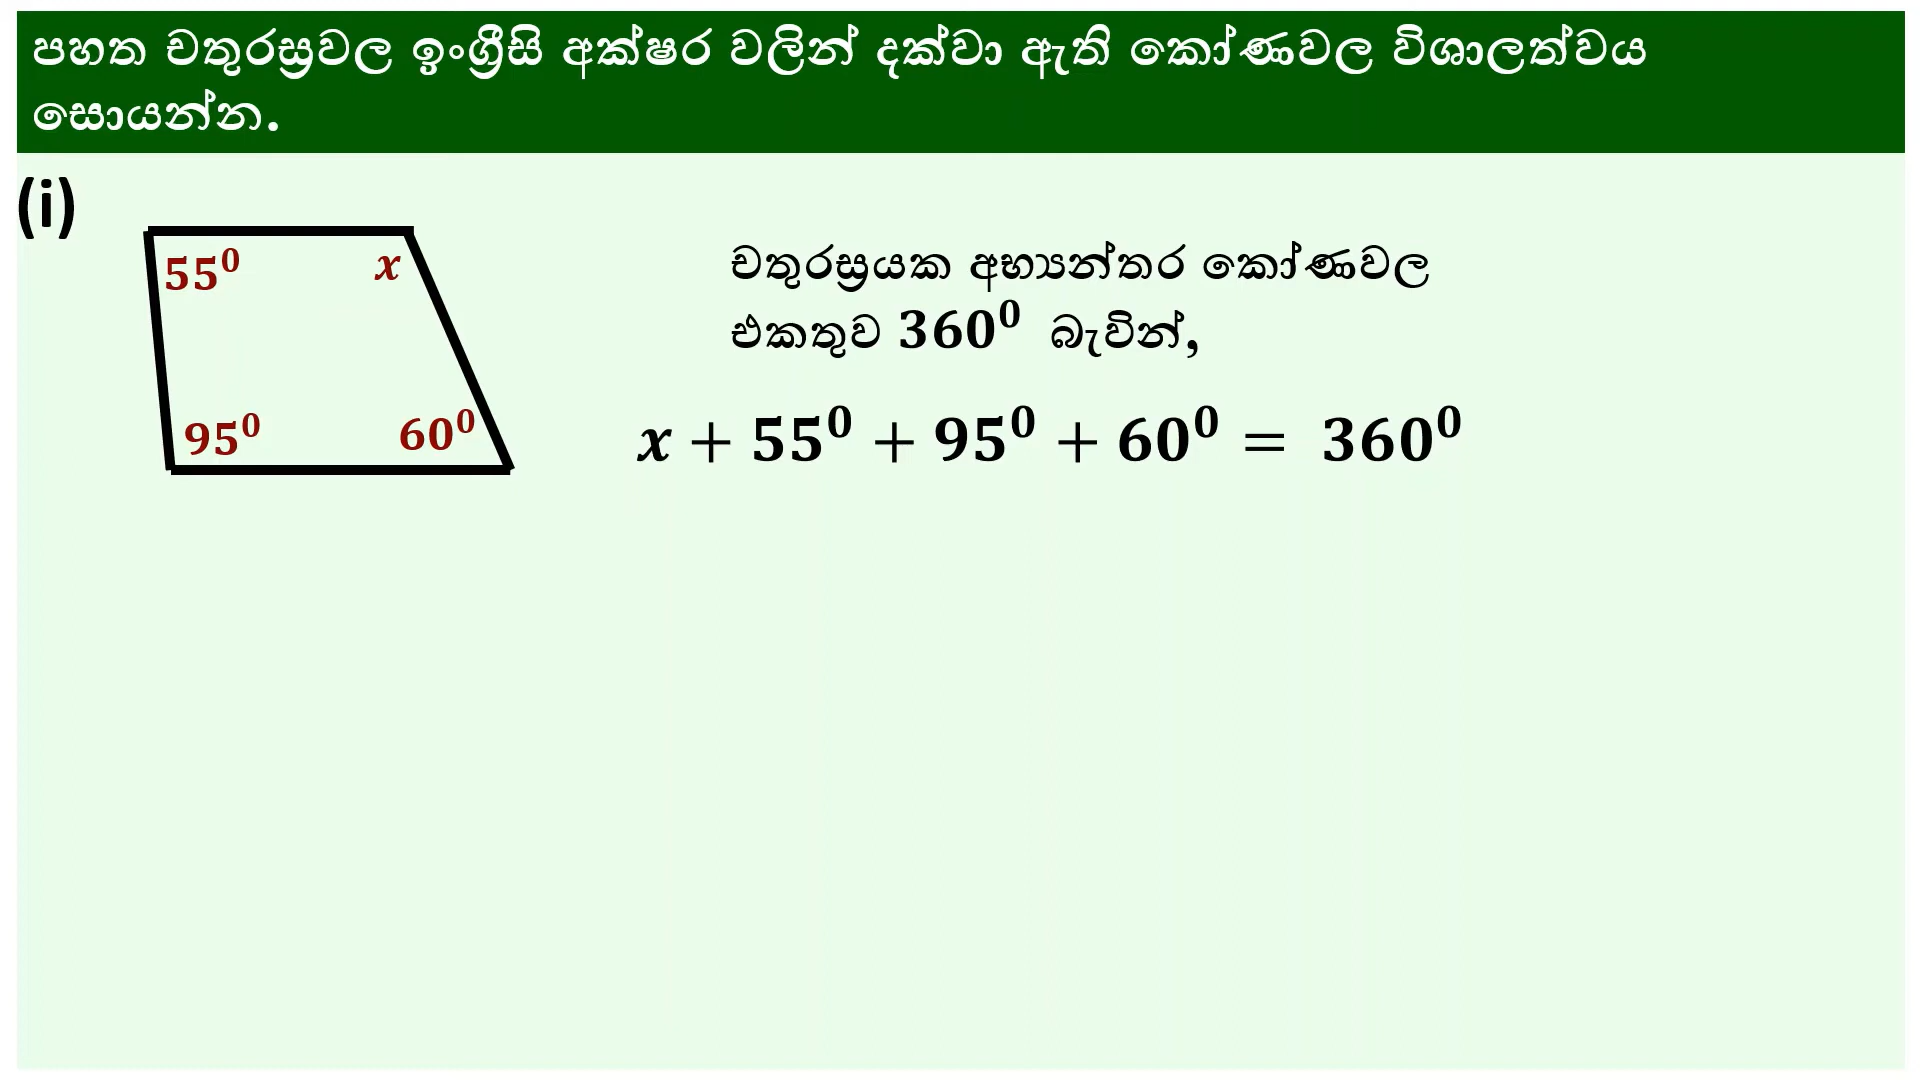 පහත චතුරස්‍රවල ඉංග්‍රීසි අක්ෂර වලින් දක්වා ඇති කෝණවල විශාලත්වය
සොයන්න.
(i)
55⁰ x
95⁰ 60⁰
චතුරස්‍රයක අභ්‍යන්තර කෝණවල
එකතුව 360⁰ බැවින්,
x + 55⁰ + 95⁰ + 60⁰ = 360⁰